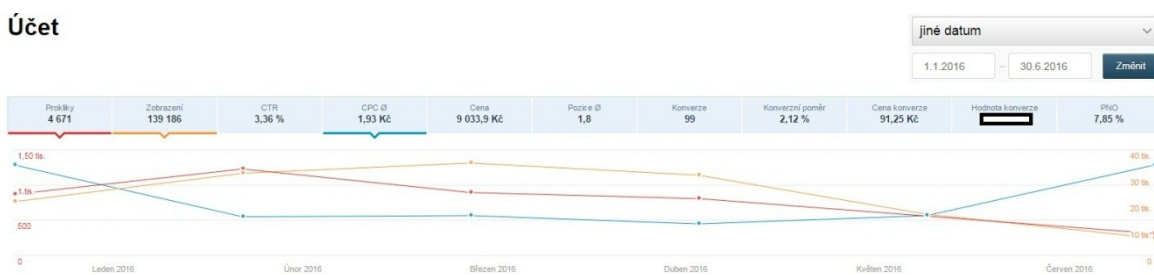 Účet
jiné datum
1.1.2016 – 30.6.2016 Změnit
Prokliky Zobrazení CTR CPC Ø Cena Pozice Ø Konverze Konverzní poměr Cena konverze Hodnota konverze PNO
4 671 139 186 3,36 % 1,93 Kč 9 033,9 Kč 1,8 99 2,12 % 91,25 Kč 7,85 %
1,50 tis. 40 tis.
1 tis. 30 tis.
500 20 tis.
10 tis.
0 0
Leden 2016 Únor 2016 Březen 2016 Duben 2016 Květen 2016 Červen 2016